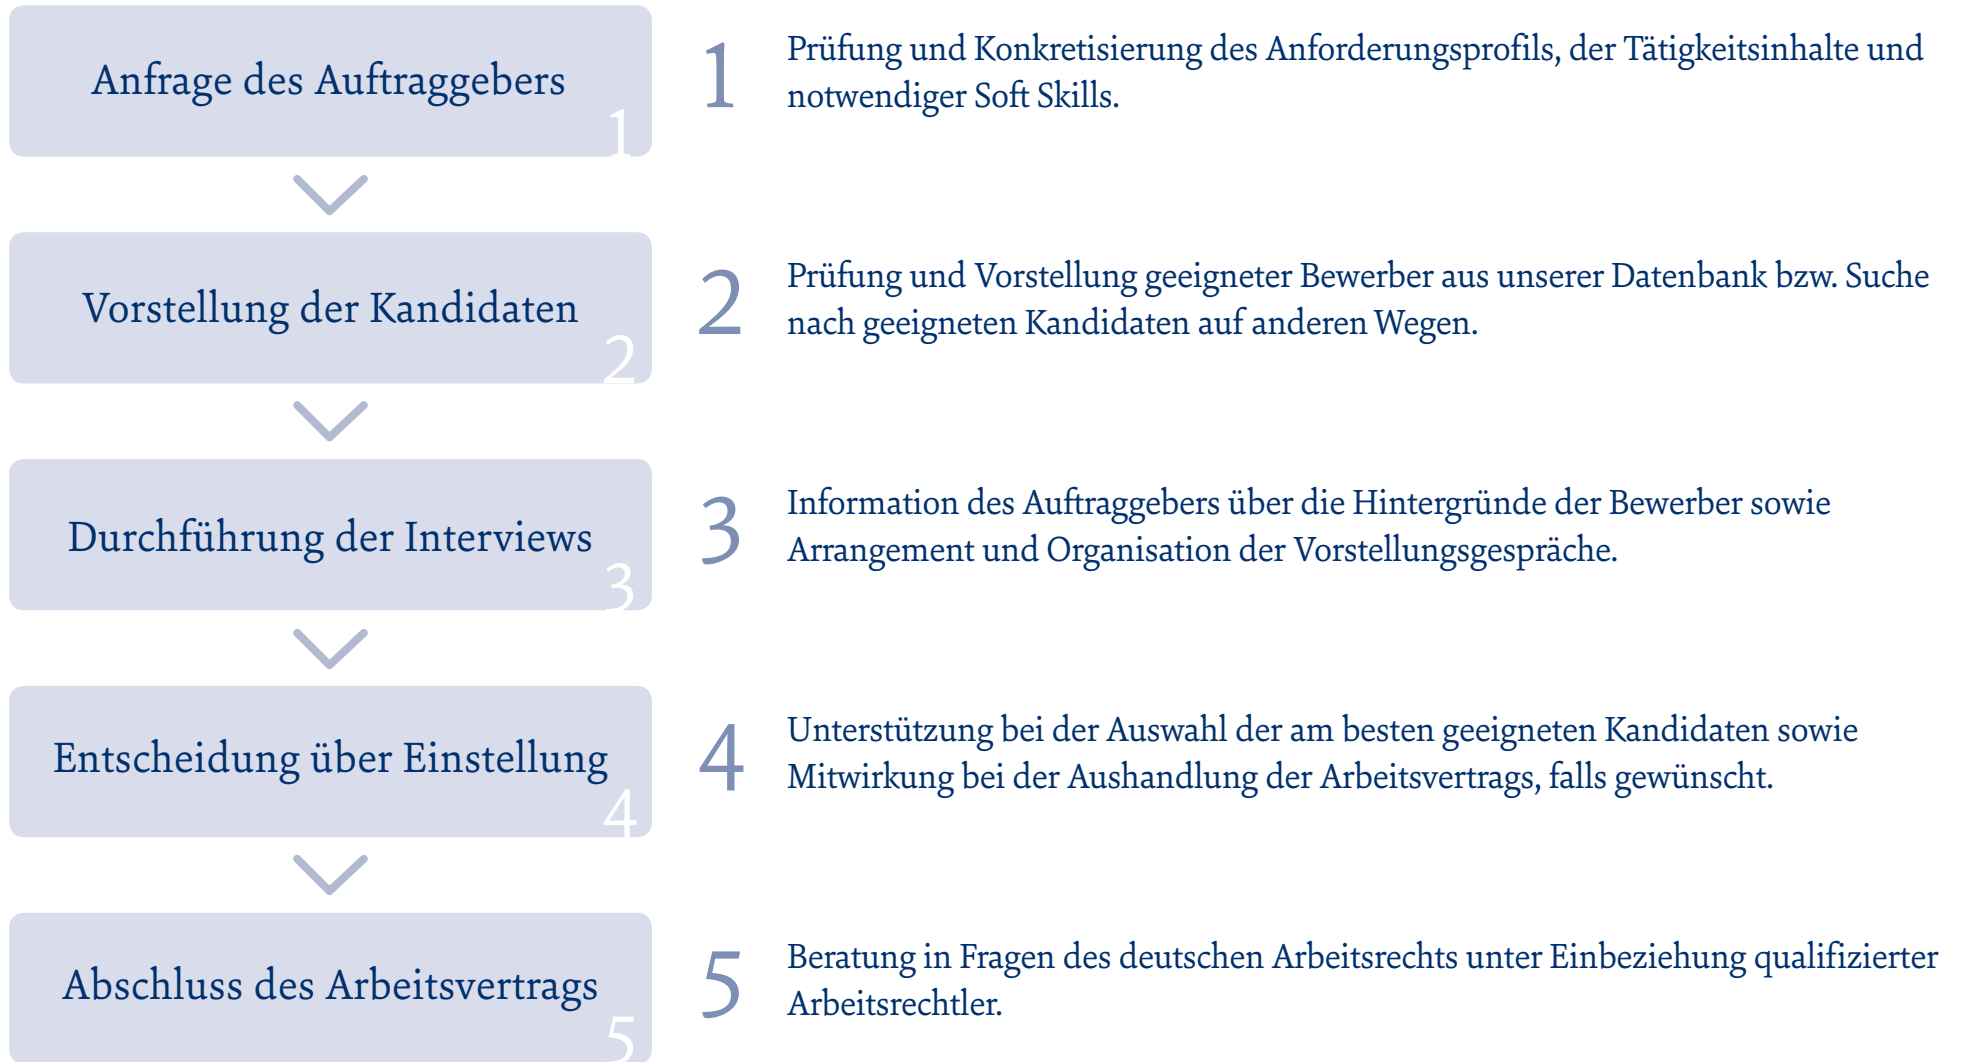 Anfrage des Auftraggebers
1
1
Prüfung und Konkretisierung des Anforderungsprofils, der Tätigkeitsinhalte und
notwendiger Soft Skills.
Vorstellung der Kandidaten
2
2
Prüfung und Vorstellung geeigneter Bewerber aus unserer Datenbank bzw. Suche
nach geeigneten Kandidaten auf anderen Wegen.
Durchführung der Interviews
3
3
Information des Auftraggebers über die Hintergründe der Bewerber sowie
Arrangement und Organisation der Vorstellungsgespräche.
Entscheidung über Einstellung
4
4
Unterstützung bei der Auswahl der am besten geeigneten Kandidaten sowie
Mitwirkung bei der Aushandlung der Arbeitsvertrags, falls gewünscht.
Abschluss des Arbeitsvertrags
5
5
Beratung in Fragen des deutschen Arbeitsrechts unter Einbeziehung qualifizierter
Arbeitsrechtler.